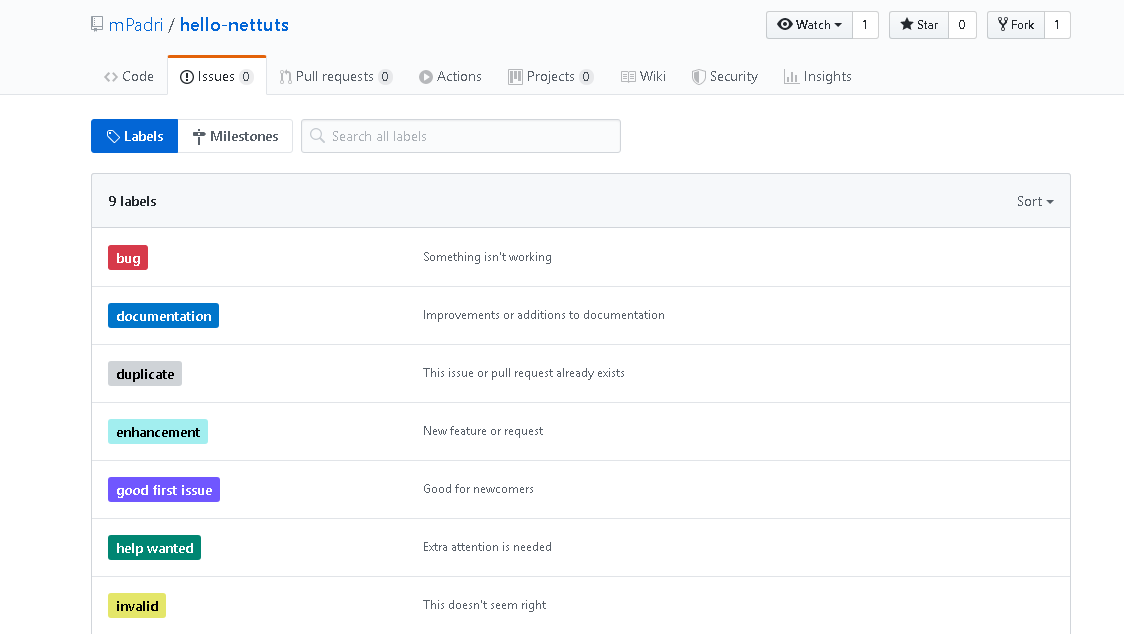 mPadri / hello-nettuts
Watch 1 Star 0 Fork 1
Code Issues 0 Pull requests 0 Actions Projects 0 Wiki Security Insights
Labels Milestones Search all labels
9 labels Sort
bug Something isn't working
documentation Improvements or additions to documentation
duplicate This issue or pull request already exists
enhancement New feature or request
good first issue Good for newcomers
help wanted Extra attention is needed
invalid This doesn't seem right